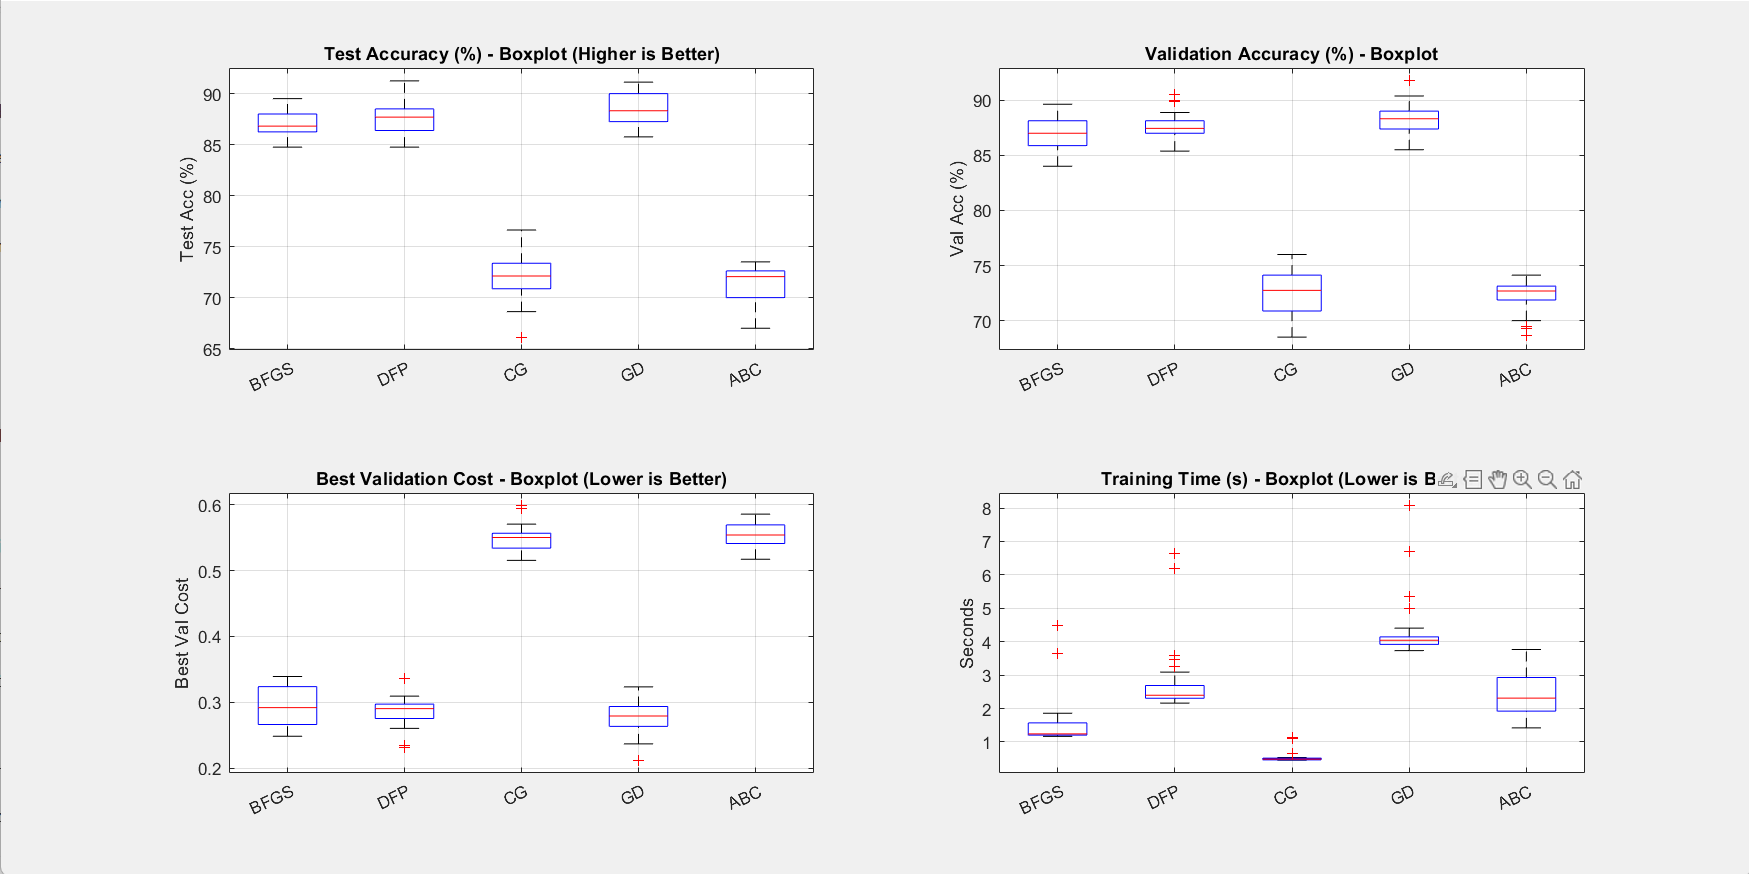 Test Accuracy (%) - Boxplot (Higher is Better)
90
85
80
75
70
65
Test Acc (%)
BFGS
DFP
CG
GD
ABC
Validation Accuracy (%) - Boxplot
90
85
80
75
70
Val Acc (%)
BFGS
DFP
CG
GD
ABC
Best Validation Cost - Boxplot (Lower is Better)
0.6
0.5
0.4
0.3
0.2
Best Val Cost
BFGS
DFP
CG
GD
ABC
Training Time (s) - Boxplot (Lower is B
8
7
6
5
4
3
2
1
Seconds
BFGS
DFP
CG
GD
ABC